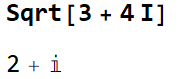 Sqrt[3 + 4 I]
2 + ⅈ